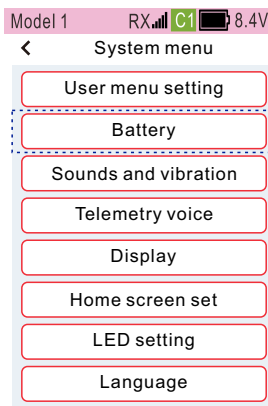 Model 1 RX C1 8.4V
System menu
User menu setting
Battery
Sounds and vibration
Telemetry voice
Display
Home screen set
LED setting
Language